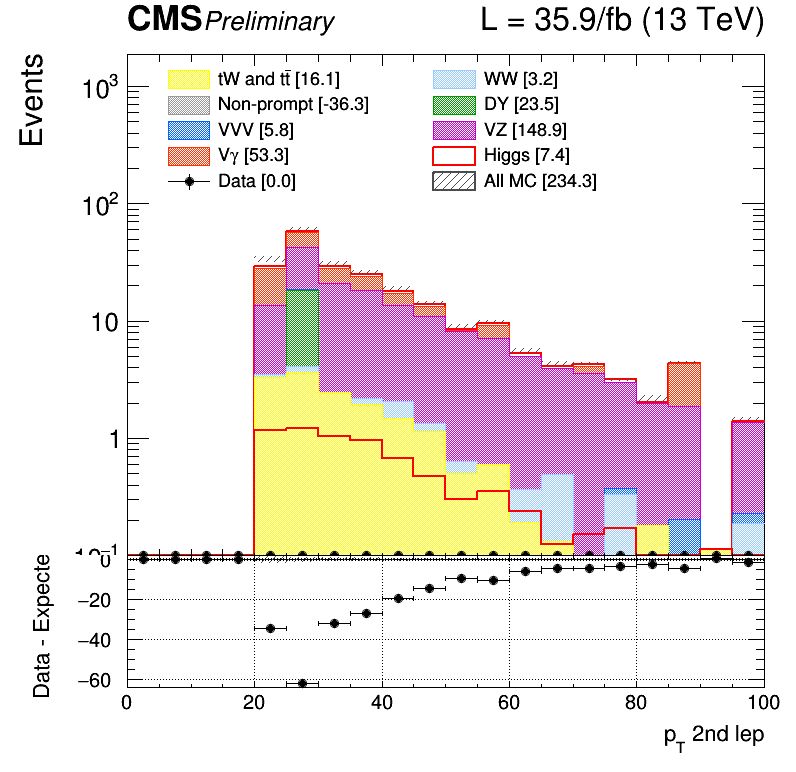 CMS Preliminary L = 35.9/fb (13 TeV)
Events
10³
10²
10
1
tW and tt̄ [16.1]
Non-prompt [-36.3]
VVV [5.8]
Vγ [53.3]
Data [0.0]
WW [3.2]
DY [23.5]
VZ [148.9]
Higgs [7.4]
All MC [234.3]
Data - Expecte
0
−20
−40
−60
0 20 40 60 80 100
p_T 2nd lep